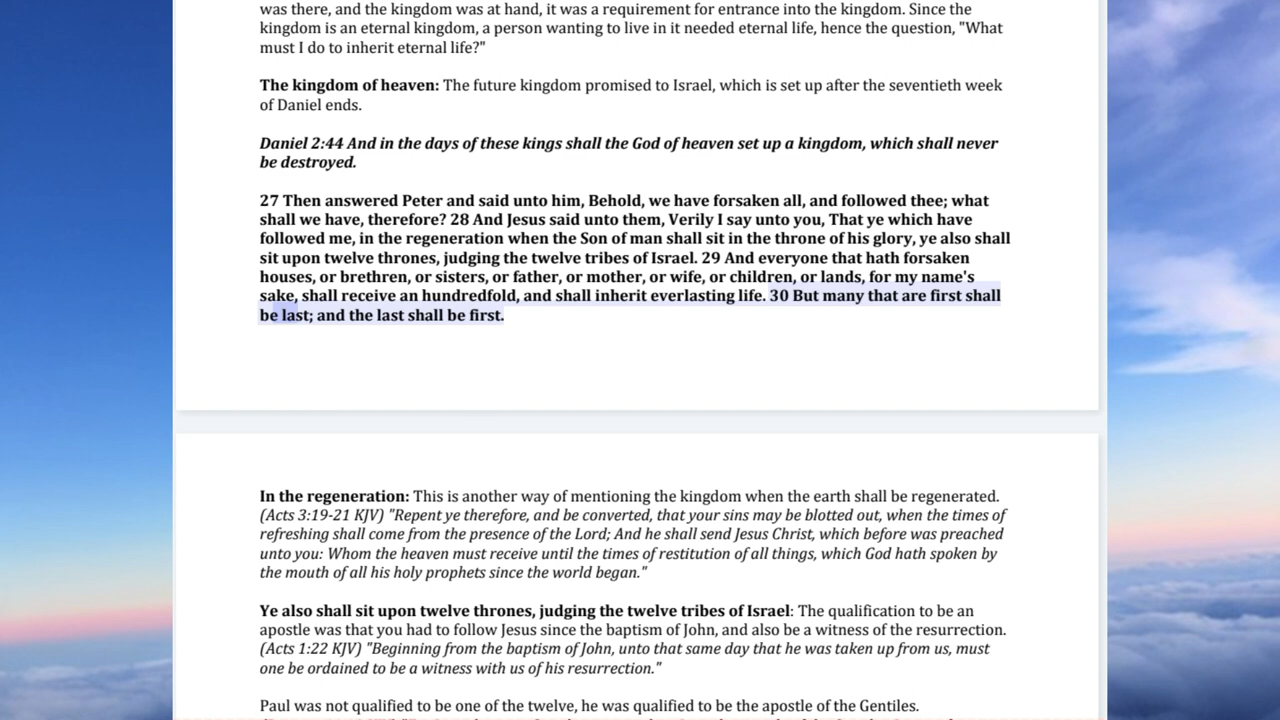 was there, and the kingdom was at hand, it was a requirement for entrance into the kingdom. Since the
kingdom is an eternal kingdom, a person wanting to live in it needed eternal life, hence the question, "What
must I do to inherit eternal life?"
The kingdom of heaven: The future kingdom promised to Israel, which is set up after the seventieth week
of Daniel ends.
Daniel 2:44 And in the days of these kings shall the God of heaven set up a kingdom, which shall never
be destroyed.
27 Then answered Peter and said unto him, Behold, we have forsaken all, and followed thee; what
shall we have, therefore? 28 And Jesus said unto them, Verily I say unto you, That ye which have
followed me, in the regeneration when the Son of man shall sit in the throne of his glory, ye also shall
sit upon twelve thrones, judging the twelve tribes of Israel. 29 And everyone that hath forsaken
houses, or brethren, or sisters, or father, or mother, or wife, or children, or lands, for my name's
sake, shall receive an hundredfold, and shall inherit everlasting life. 30 But many that are first shall
be last; and the last shall be first.
In the regeneration: This is another way of mentioning the kingdom when the earth shall be regenerated.
(Acts 3:19-21 KJV) "Repent ye therefore, and be converted, that your sins may be blotted out, when the times of
refreshing shall come from the presence of the Lord; And he shall send Jesus Christ, which before was preached
unto you: Whom the heaven must receive until the times of restitution of all things, which God hath spoken by
the mouth of all his holy prophets since the world began."
Ye also shall sit upon twelve thrones, judging the twelve tribes of Israel: The qualification to be an
apostle was that you had to follow Jesus since the baptism of John, and also be a witness of the resurrection.
(Acts 1:22 KJV) "Beginning from the baptism of John, unto that same day that he was taken up from us, must
one be ordained to be a witness with us of his resurrection."
Paul was not qualified to be one of the twelve, he was qualified to be the apostle of the Gentiles.